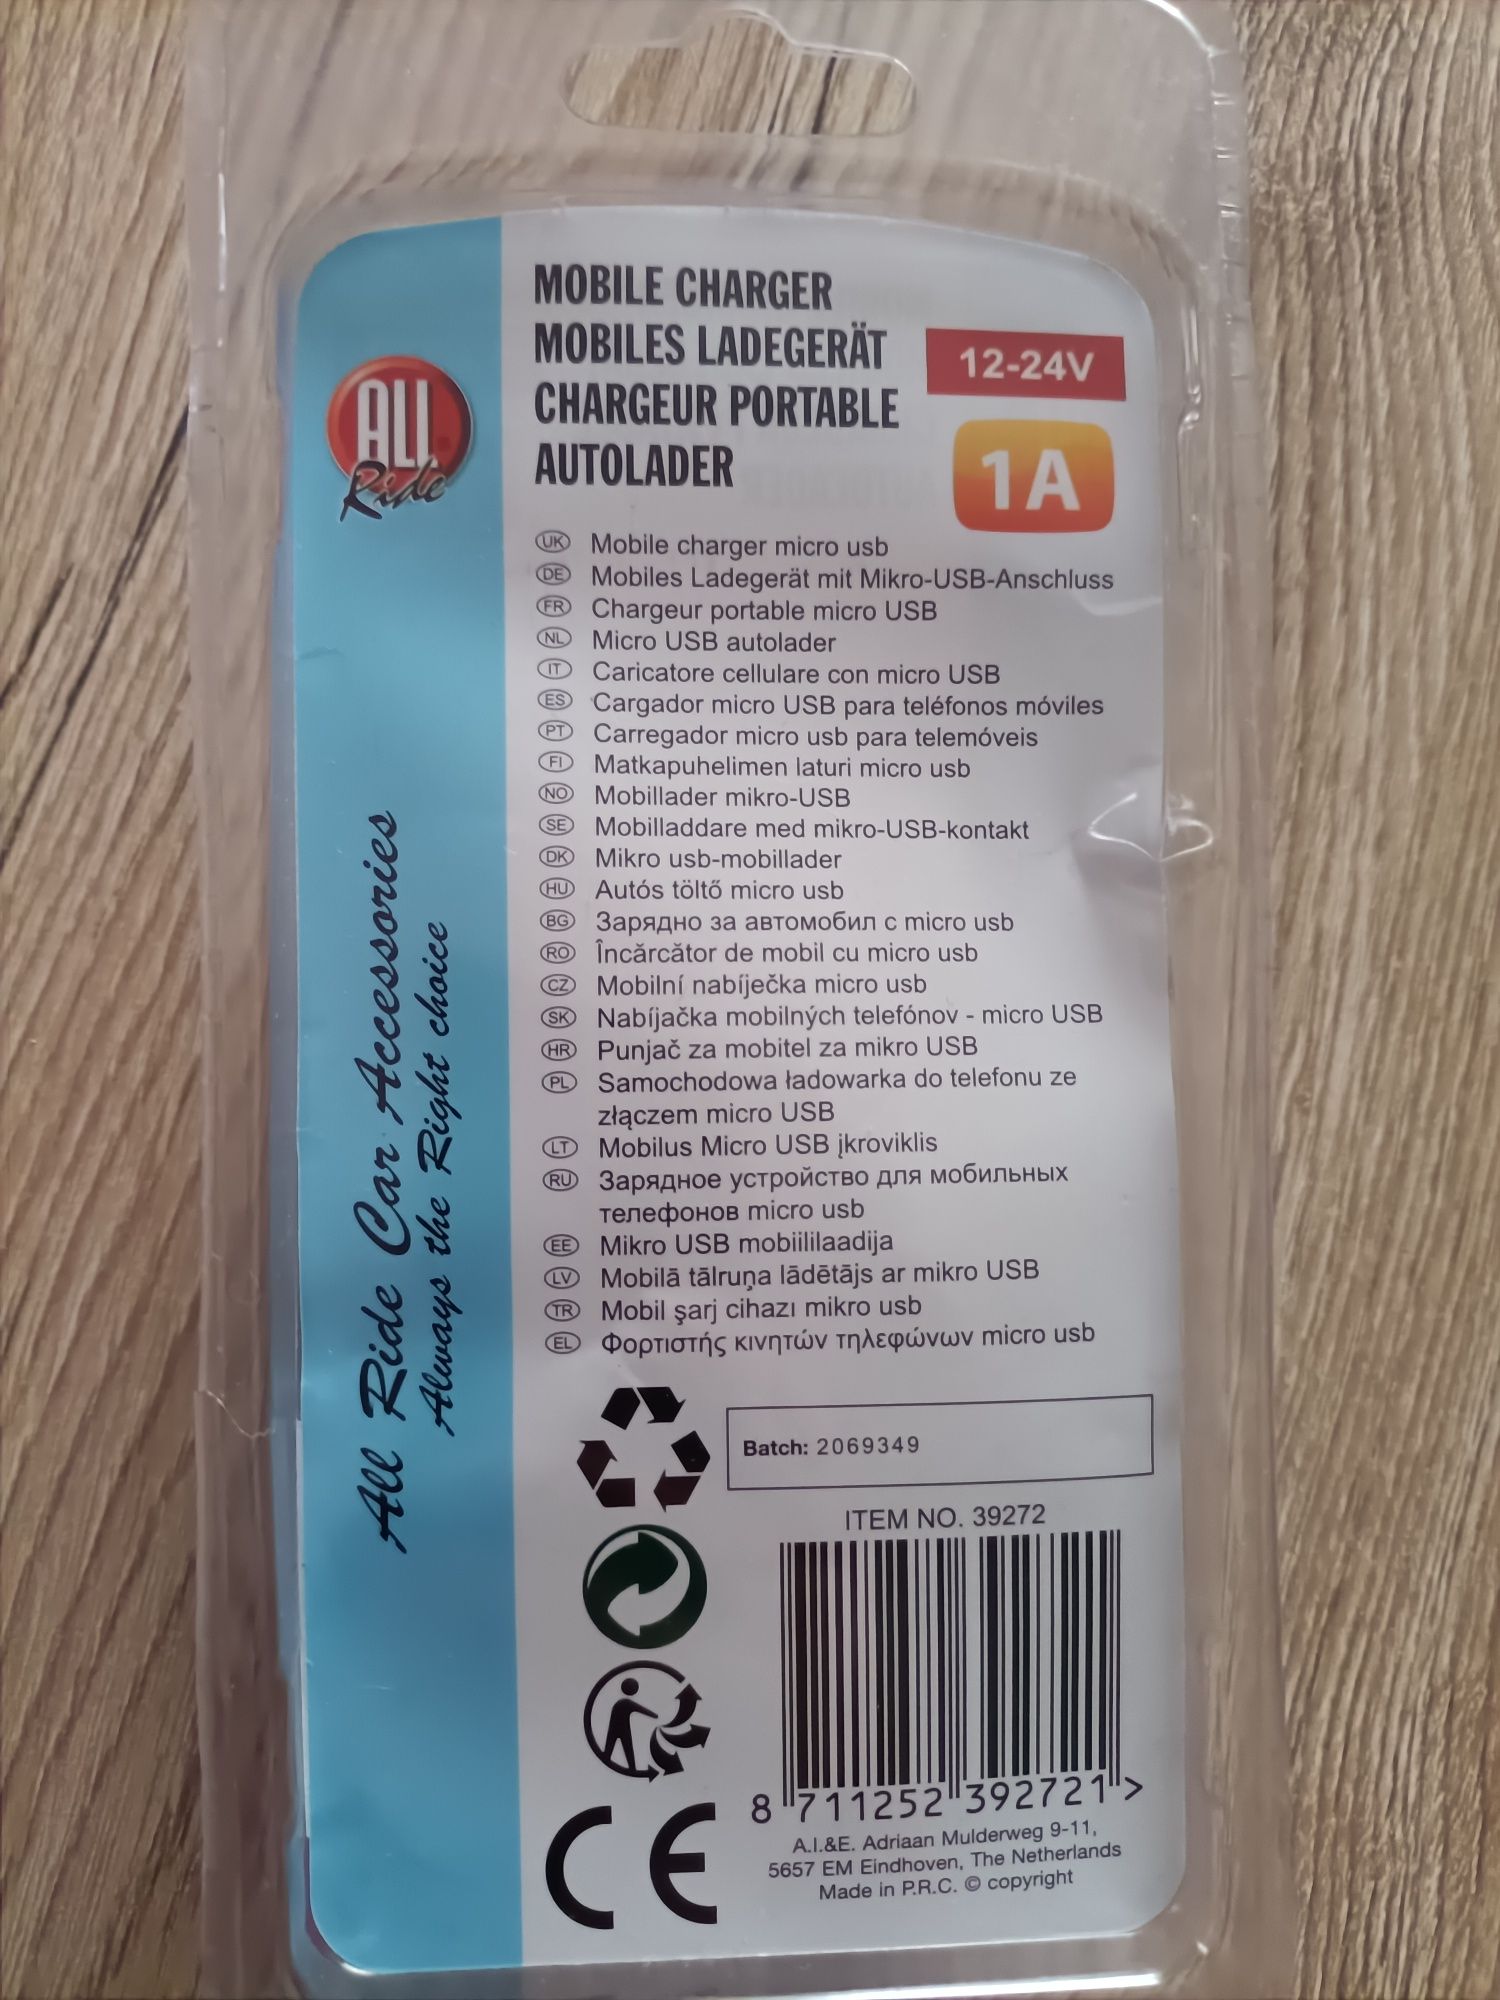 ALL
Ride
All Ride Car Accessories
Always the Right choice
MOBILE CHARGER
MOBILES LADEGERÄT
CHARGEUR PORTABLE
AUTOLADER
12-24V
1A
UK Mobile charger micro usb
DE Mobiles Ladegerät mit Mikro-USB-Anschluss
FR Chargeur portable micro USB
NL Micro USB autolader
IT Caricatore cellulare con micro USB
ES Cargador micro USB para teléfonos móviles
PT Carregador micro usb para telemóveis
FI Matkapuhelimen laturi micro usb
NO Mobillader mikro-USB
SE Mobilladdare med mikro-USB-kontakt
DK Mikro usb-mobillader
HU Autós töltő micro usb
BG Зарядно за автомобил с micro usb
RO Încărcător de mobil cu micro usb
CZ Mobilní nabíječka micro usb
SK Nabíjačka mobilných telefónov - micro USB
HR Punjač za mobitel za mikro USB
PL Samochodowa ładowarka do telefonu ze
złączem micro USB
LT Mobilus Micro USB įkroviklis
RU Зарядное устройство для мобильных
телефонов micro usb
EE Mikro USB mobiililaadija
LV Mobilā tālruņa lādētājs ar mikro USB
TR Mobil şarj cihazı mikro usb
EL Φορτιστής κινητών τηλεφώνων micro usb
Batch: 2069349
ITEM NO. 39272
8 711252 392721 >
A.I.&E. Adriaan Mulderweg 9-11,
5657 EM Eindhoven, The Netherlands
Made in P.R.C. © copyright
CE